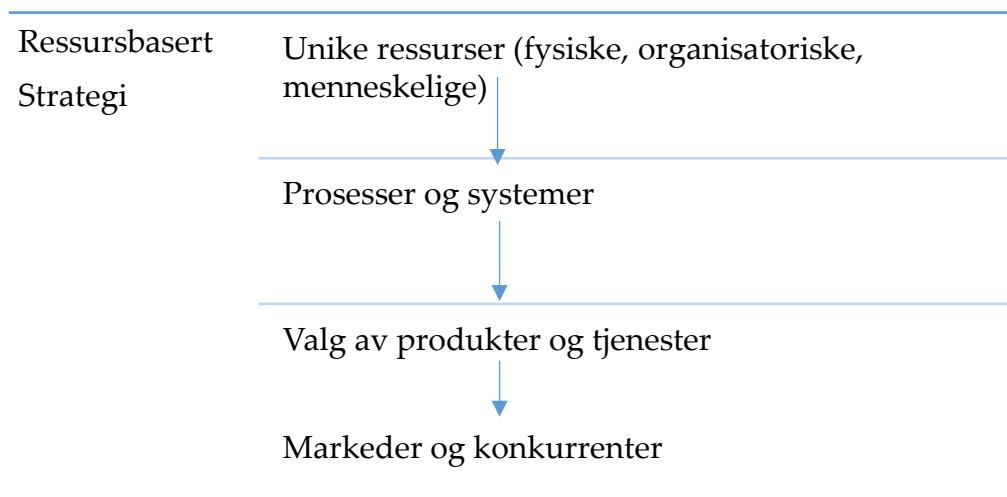 Ressursbasert
Strategi
Unike ressurser (fysiske, organisatoriske,
menneskelige)
Prosesser og systemer
Valg av produkter og tjenester
Markeder og konkurrenter